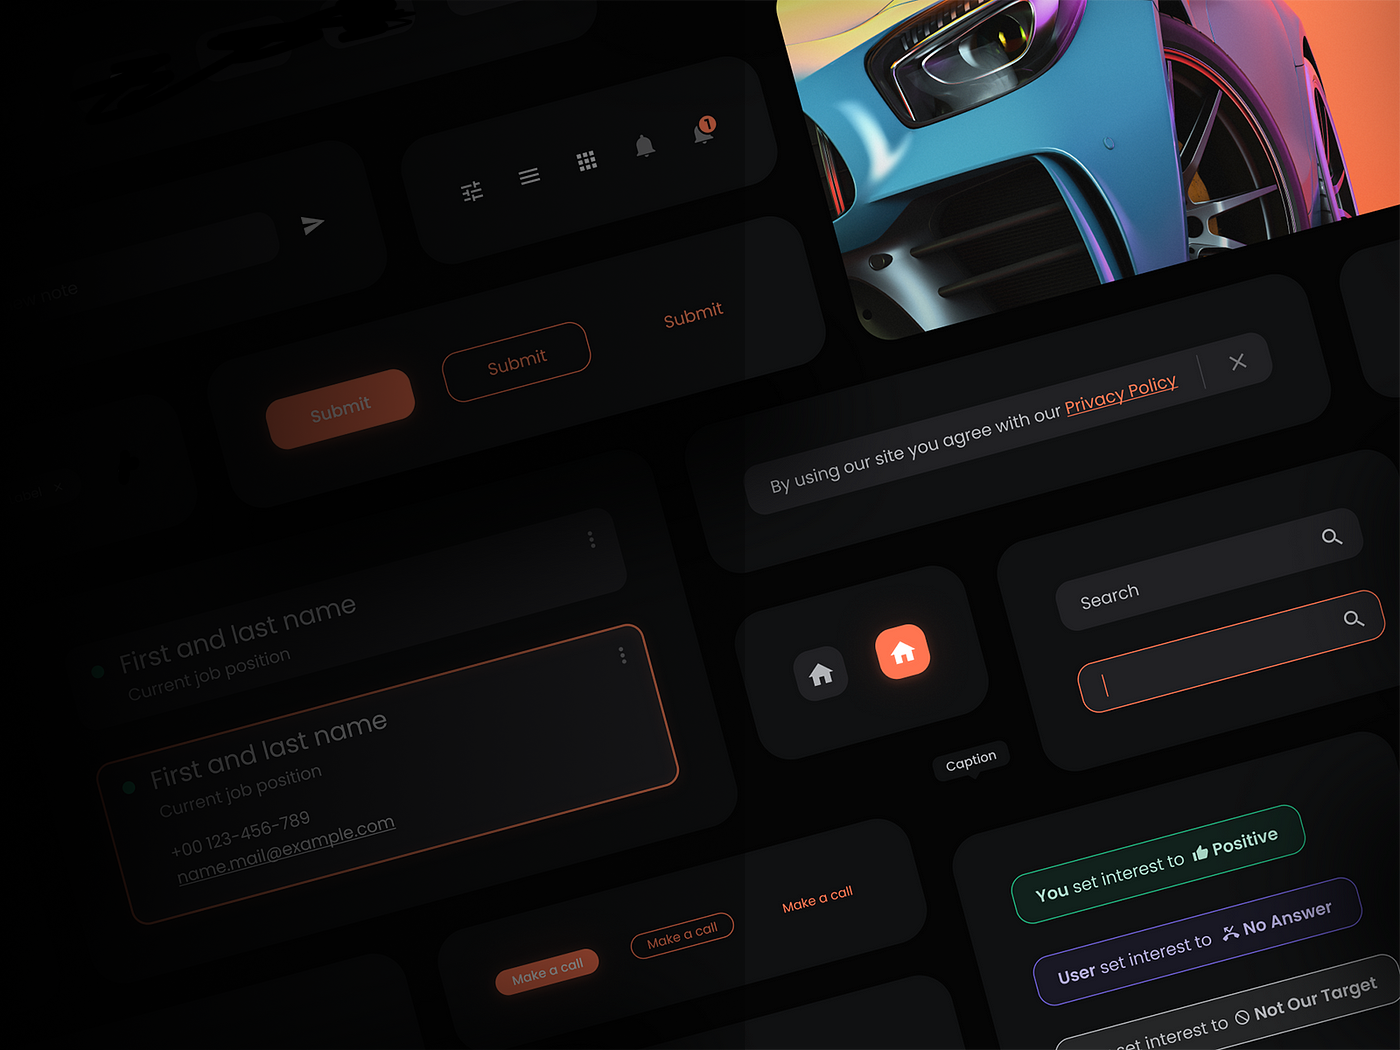 1
note
Submit
Submit
Submit
By using our site you agree with our Privacy Policy
Search
First and last name
Current job position
First and last name
Current job position
+00 123-456-789
name.mail@example.com
Caption
You set interest to Positive
User set interest to No Answer
set interest to Not Our Target
Make a call
Make a call
Make a call